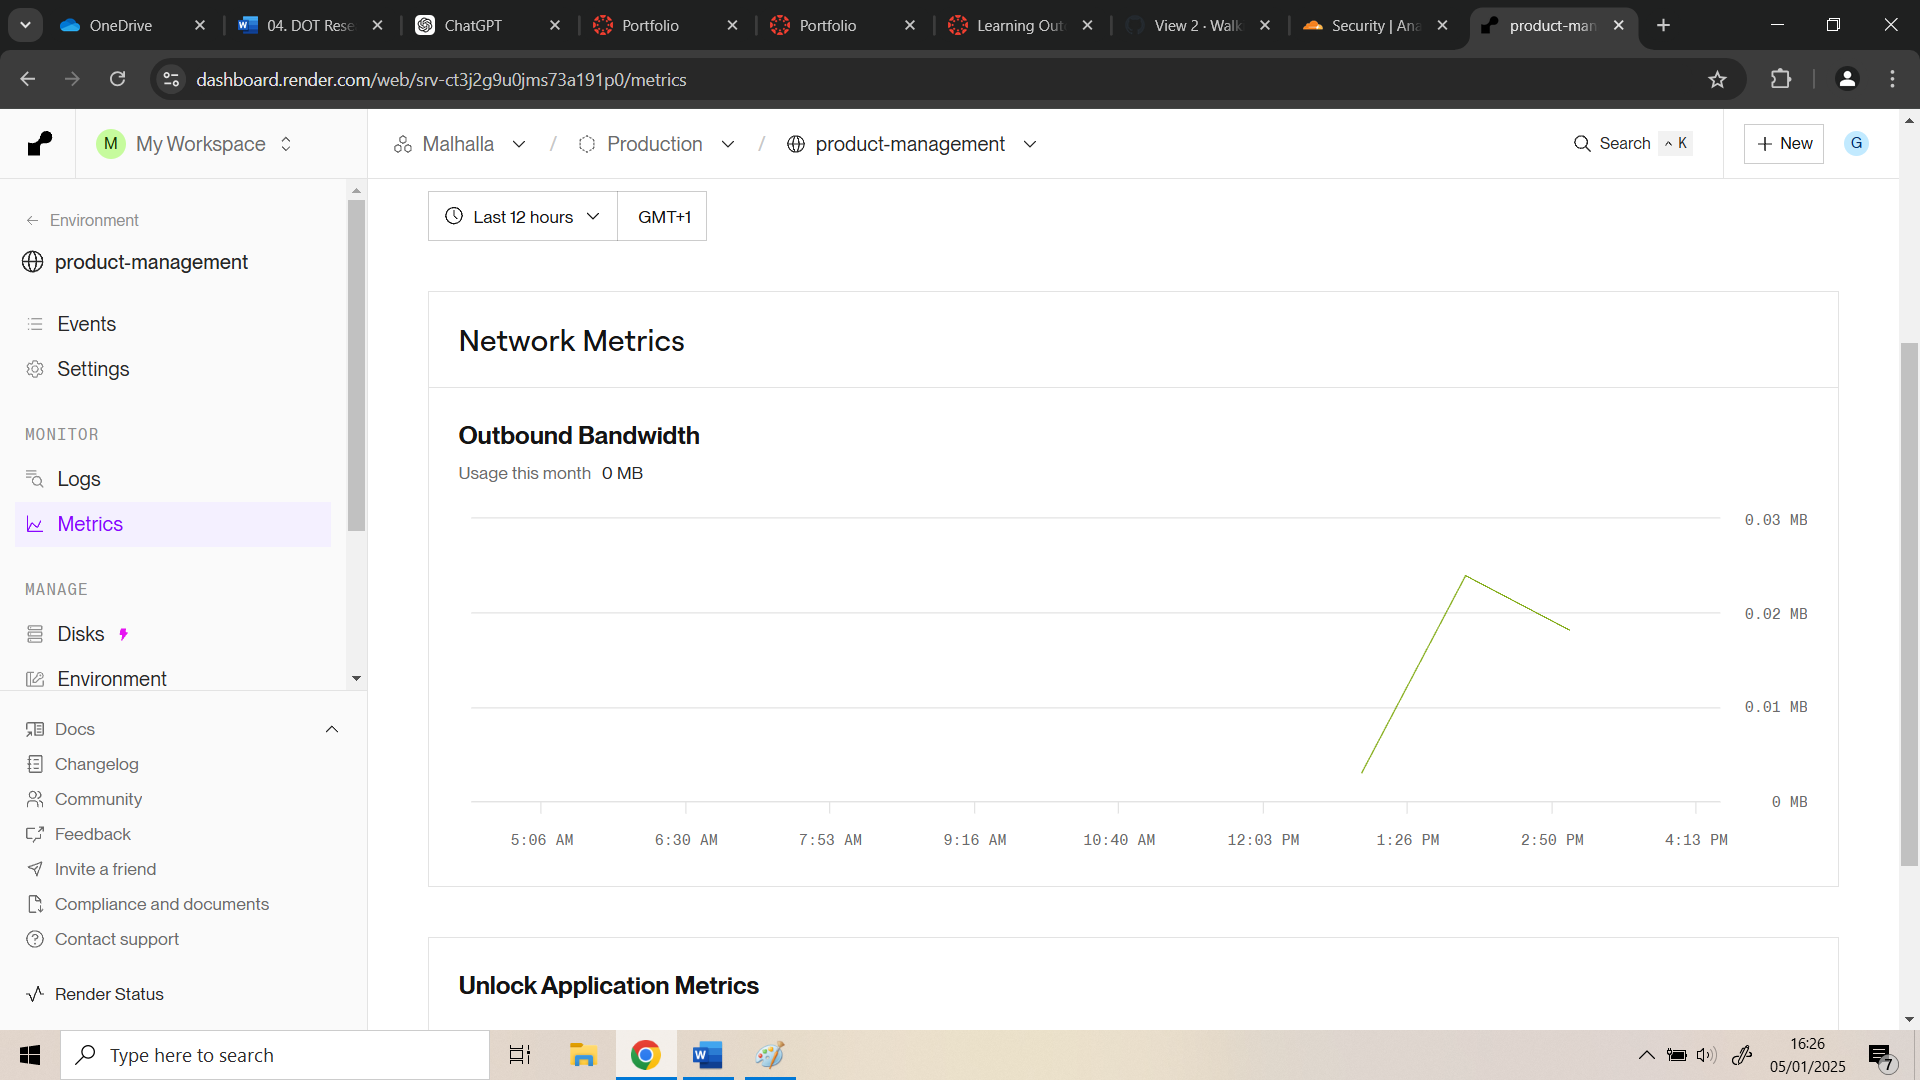 OneDrive
04. DOT Rese
ChatGPT
Portfolio
Portfolio
Learning Out
View 2 · Walk
Security | Ana
product-man
dashboard.render.com/web/srv-ct3j2g9u0jms73a191p0/metrics
M My Workspace
Malhalla / Production / product-management
Search ^ K
+ New
G
Environment
product-management
Events
Settings
MONITOR
Logs
Metrics
MANAGE
Disks
Environment
Docs
Changelog
Community
Feedback
Invite a friend
Compliance and documents
Contact support
Render Status
Last 12 hours
GMT+1
Network Metrics
Outbound Bandwidth
Usage this month 0 MB
0.03 MB
0.02 MB
0.01 MB
0 MB
5:06 AM 6:30 AM 7:53 AM 9:16 AM 10:40 AM 12:03 PM 1:26 PM 2:50 PM 4:13 PM
Unlock Application Metrics
Type here to search
16:26
05/01/2025
7